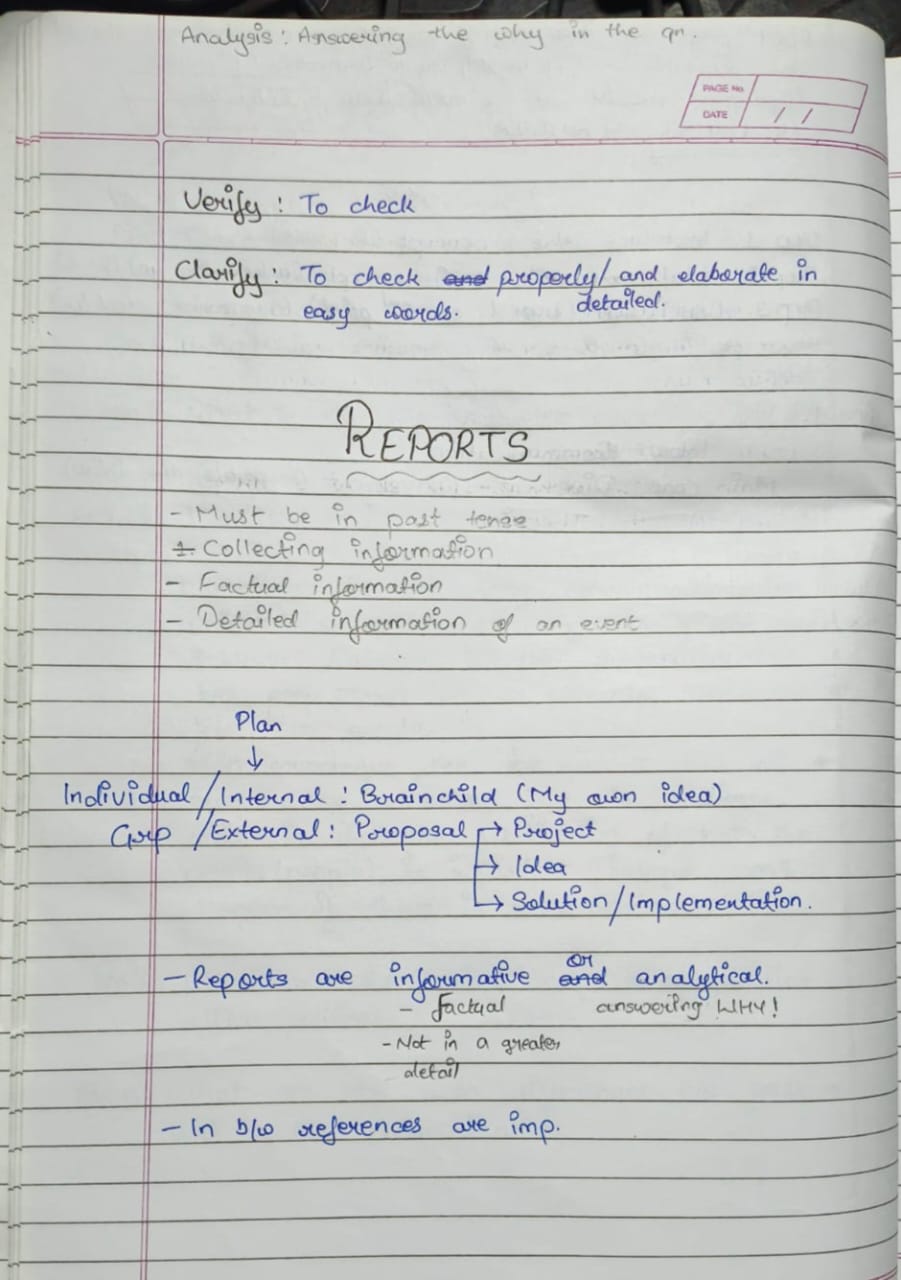 Analysis: Answering the why in the qn.
PAGE No.
DATE / /
Verify: To check
Clarify: To check and properly/ and elaborate in
easy words. detailed.
REPORTS
- Must be in past tense
1. Collecting information
- Factual information
- Detailed information of an event
Plan
↓
Individual / Internal : Brainchild (My own idea)
Grp / External : Proposal → Project
→ Idea
→ Solution / Implementation.
or
- Reports are informative and analytical.
- factual answering WHY!
- Not in a greater
detail
- In b/w references are imp.